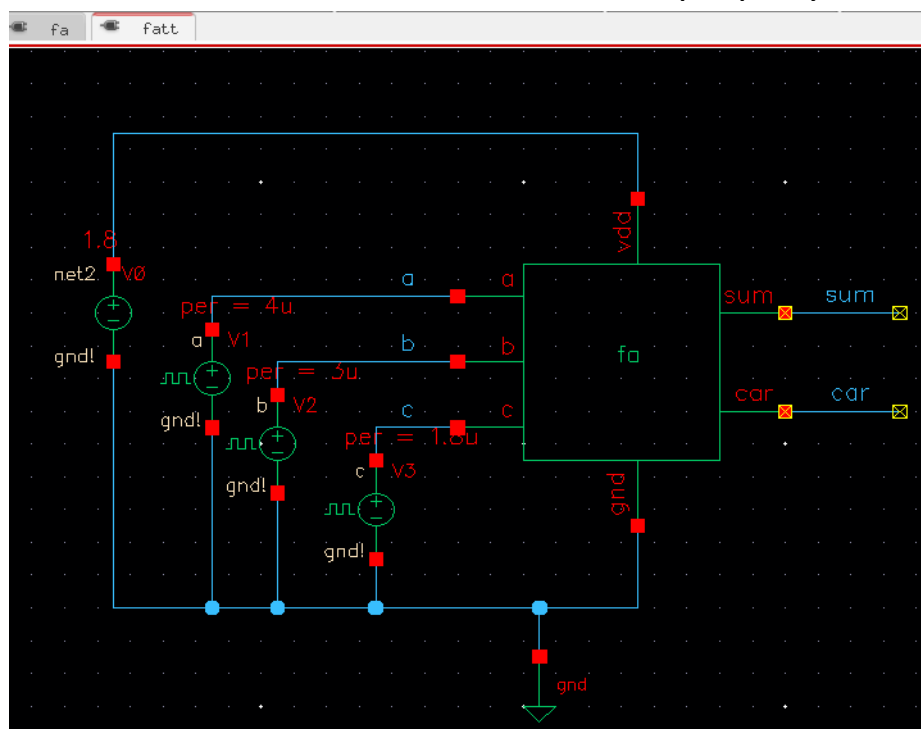 fa fatt
1.8
net2 V0
gnd!
per = 4u
a V1
gnd!
per = 3u
b V2
gnd!
per = 1.8u
c V3
gnd!
a a
b b
c c
fa
vdd
gnd
sum sum
car car
gnd